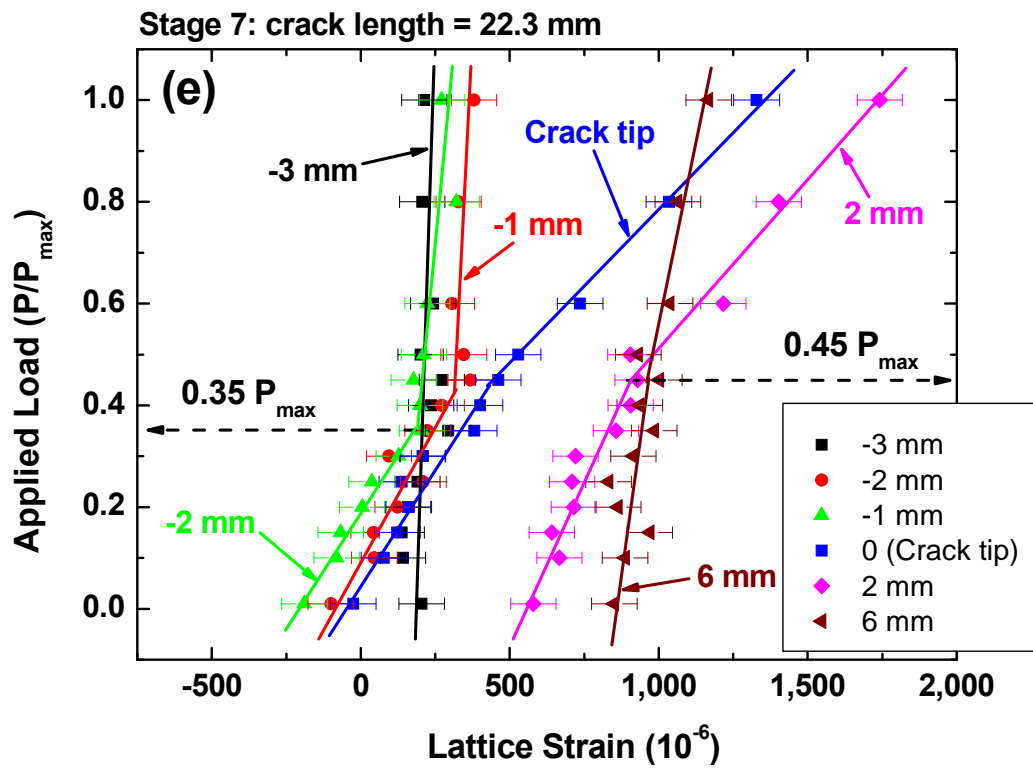 Stage 7: crack length = 22.3 mm
(e)
Crack tip
-3 mm
2 mm
-1 mm
0.35 P_max
0.45 P_max
-2 mm
6 mm
1.0
0.8
0.6
0.4
0.2
0.0
Applied Load (P/P_max)
-3 mm
-2 mm
-1 mm
0 (Crack tip)
2 mm
6 mm
-500 0 500 1,000 1,500 2,000
Lattice Strain (10^-6)